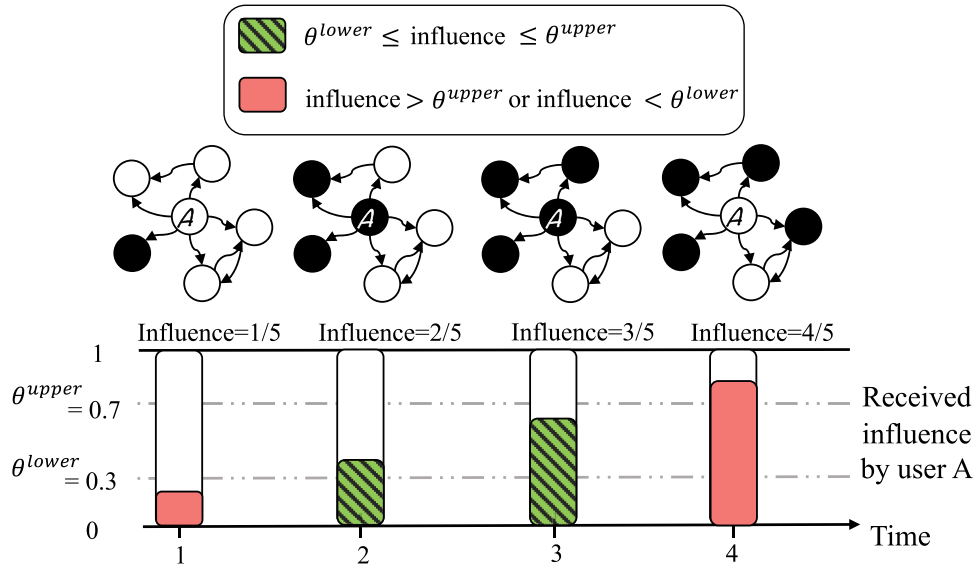 θ^lower ≤ influence ≤ θ^upper
influence > θ^upper or influence < θ^lower
A A A A
Influence=1/5 Influence=2/5 Influence=3/5 Influence=4/5
1
θ^upper
= 0.7
θ^lower
= 0.3
0
Received
influence
by user A
Time
1 2 3 4